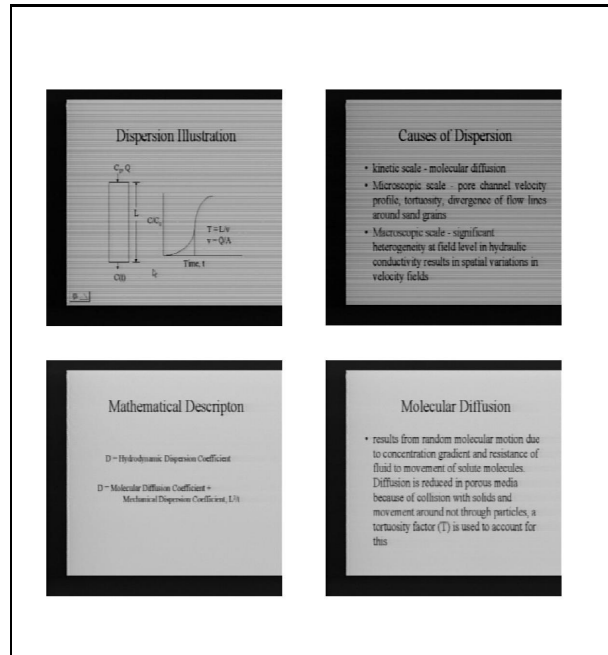 Dispersion Illustration
C₀, Q
L
C/C₀
T = L/v
v = Q/A
Time, t
C(t)
Causes of Dispersion
• kinetic scale - molecular diffusion
• Microscopic scale - pore channel velocity
profile, tortuosity, divergence of flow lines
around sand grains
• Macroscopic scale - significant
heterogeneity at field level in hydraulic
conductivity results in spatial variations in
velocity fields
Mathematical Descripton
D = Hydrodynamic Dispersion Coefficient
D = Molecular Diffusion Coefficient +
Mechanical Dispersion Coefficient, L²/t
Molecular Diffusion
• results from random molecular motion due
to concentration gradient and resistance of
fluid to movement of solute molecules.
Diffusion is reduced in porous media
because of collision with solids and
movement around not through particles, a
tortuosity factor (T) is used to account for
this